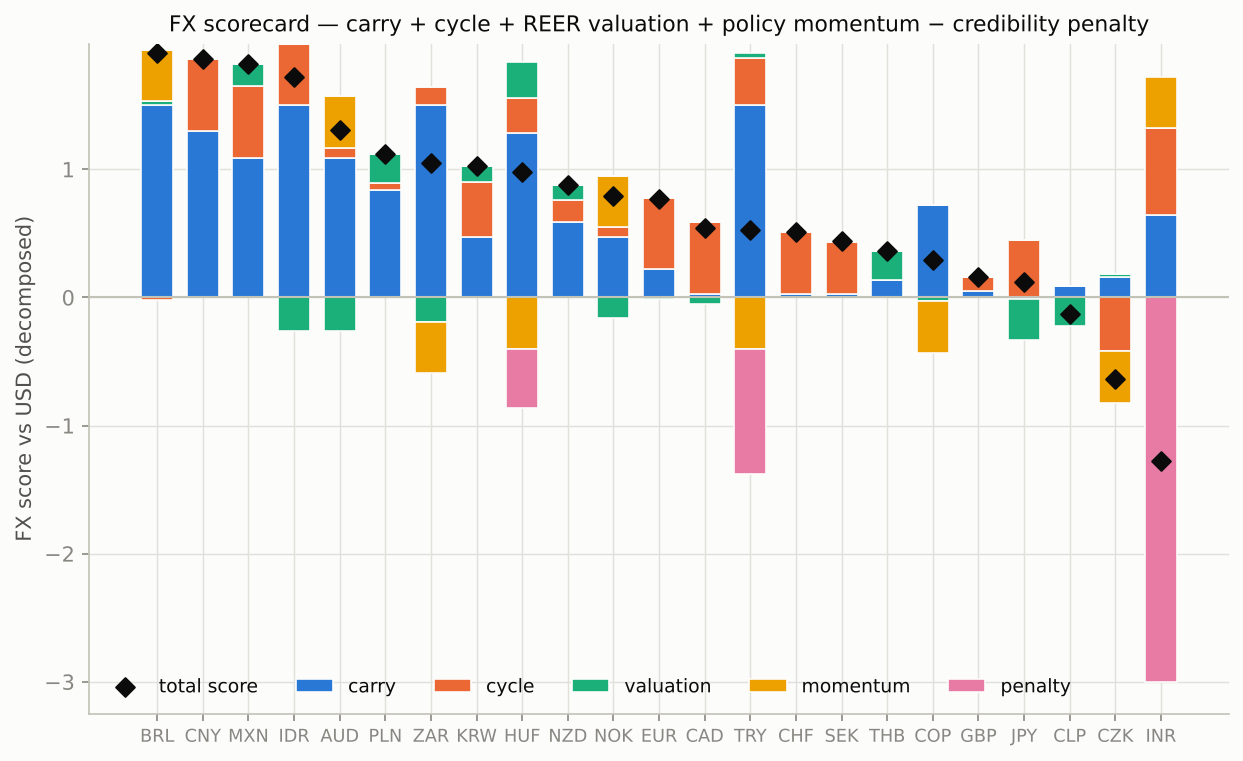 FX scorecard — carry + cycle + REER valuation + policy momentum − credibility penalty
FX score vs USD (decomposed)
1
0
−1
−2
−3
total score carry cycle valuation momentum penalty
BRL CNY MXN IDR AUD PLN ZAR KRW HUF NZD NOK EUR CAD TRY CHF SEK THB COP GBP JPY CLP CZK INR